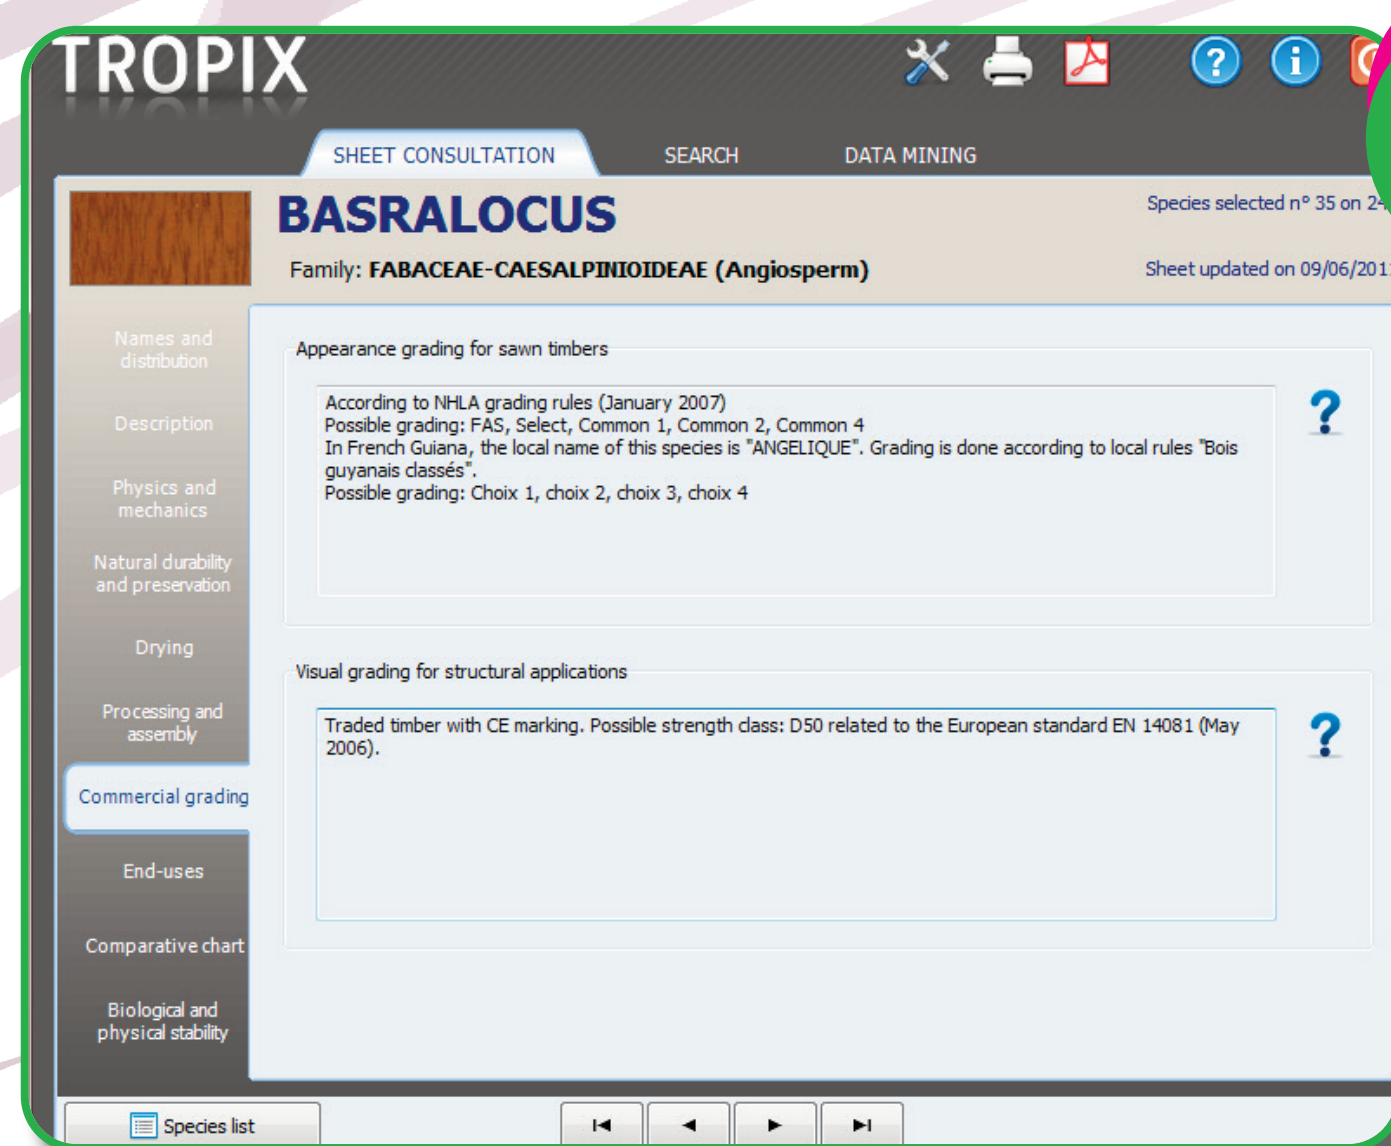 TROPIX
SHEET CONSULTATION
SEARCH
DATA MINING
BASRALOCUS
Species selected n° 35 on
Family: FABACEAE-CAESALPINIOIDEAE (Angiosperm)
Sheet updated on 09/06/201
Names and
distribution
Description
Physics and
mechanics
Natural durability
and preservation
Drying
Processing and
assembly
Commercial grading
End-uses
Comparative chart
Biological and
physical stability
Appearance grading for sawn timbers
According to NHLA grading rules (January 2007)
Possible grading: FAS, Select, Common 1, Common 2, Common 4
In French Guiana, the local name of this species is "ANGELIQUE". Grading is done according to local rules "Bois
guyanais classés".
Possible grading: Choix 1, choix 2, choix 3, choix 4
?
Visual grading for structural applications
Traded timber with CE marking. Possible strength class: D50 related to the European standard EN 14081 (May
2006).
?
Species list